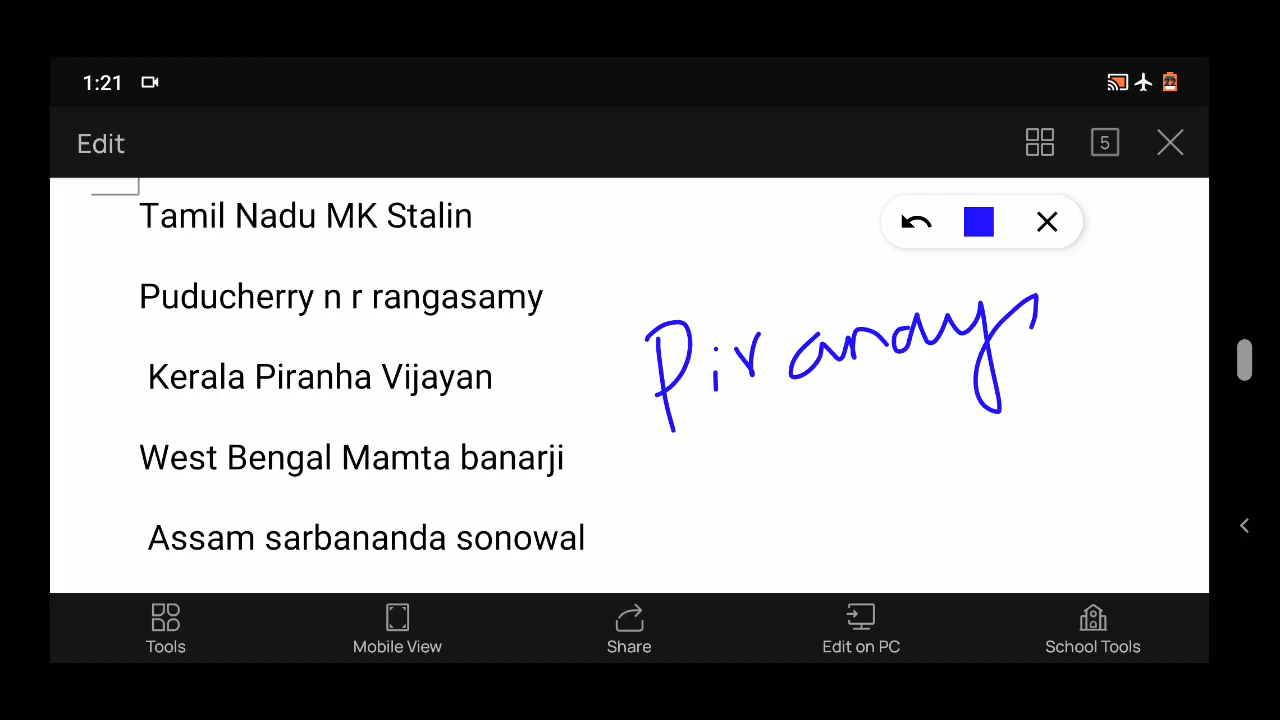 1:21
22
Edit
5
Tamil Nadu MK Stalin
Puducherry n r rangasamy
Kerala Piranha Vijayan
West Bengal Mamta banarji
Assam sarbananda sonowal
Tools
Mobile View
Share
Edit on PC
School Tools